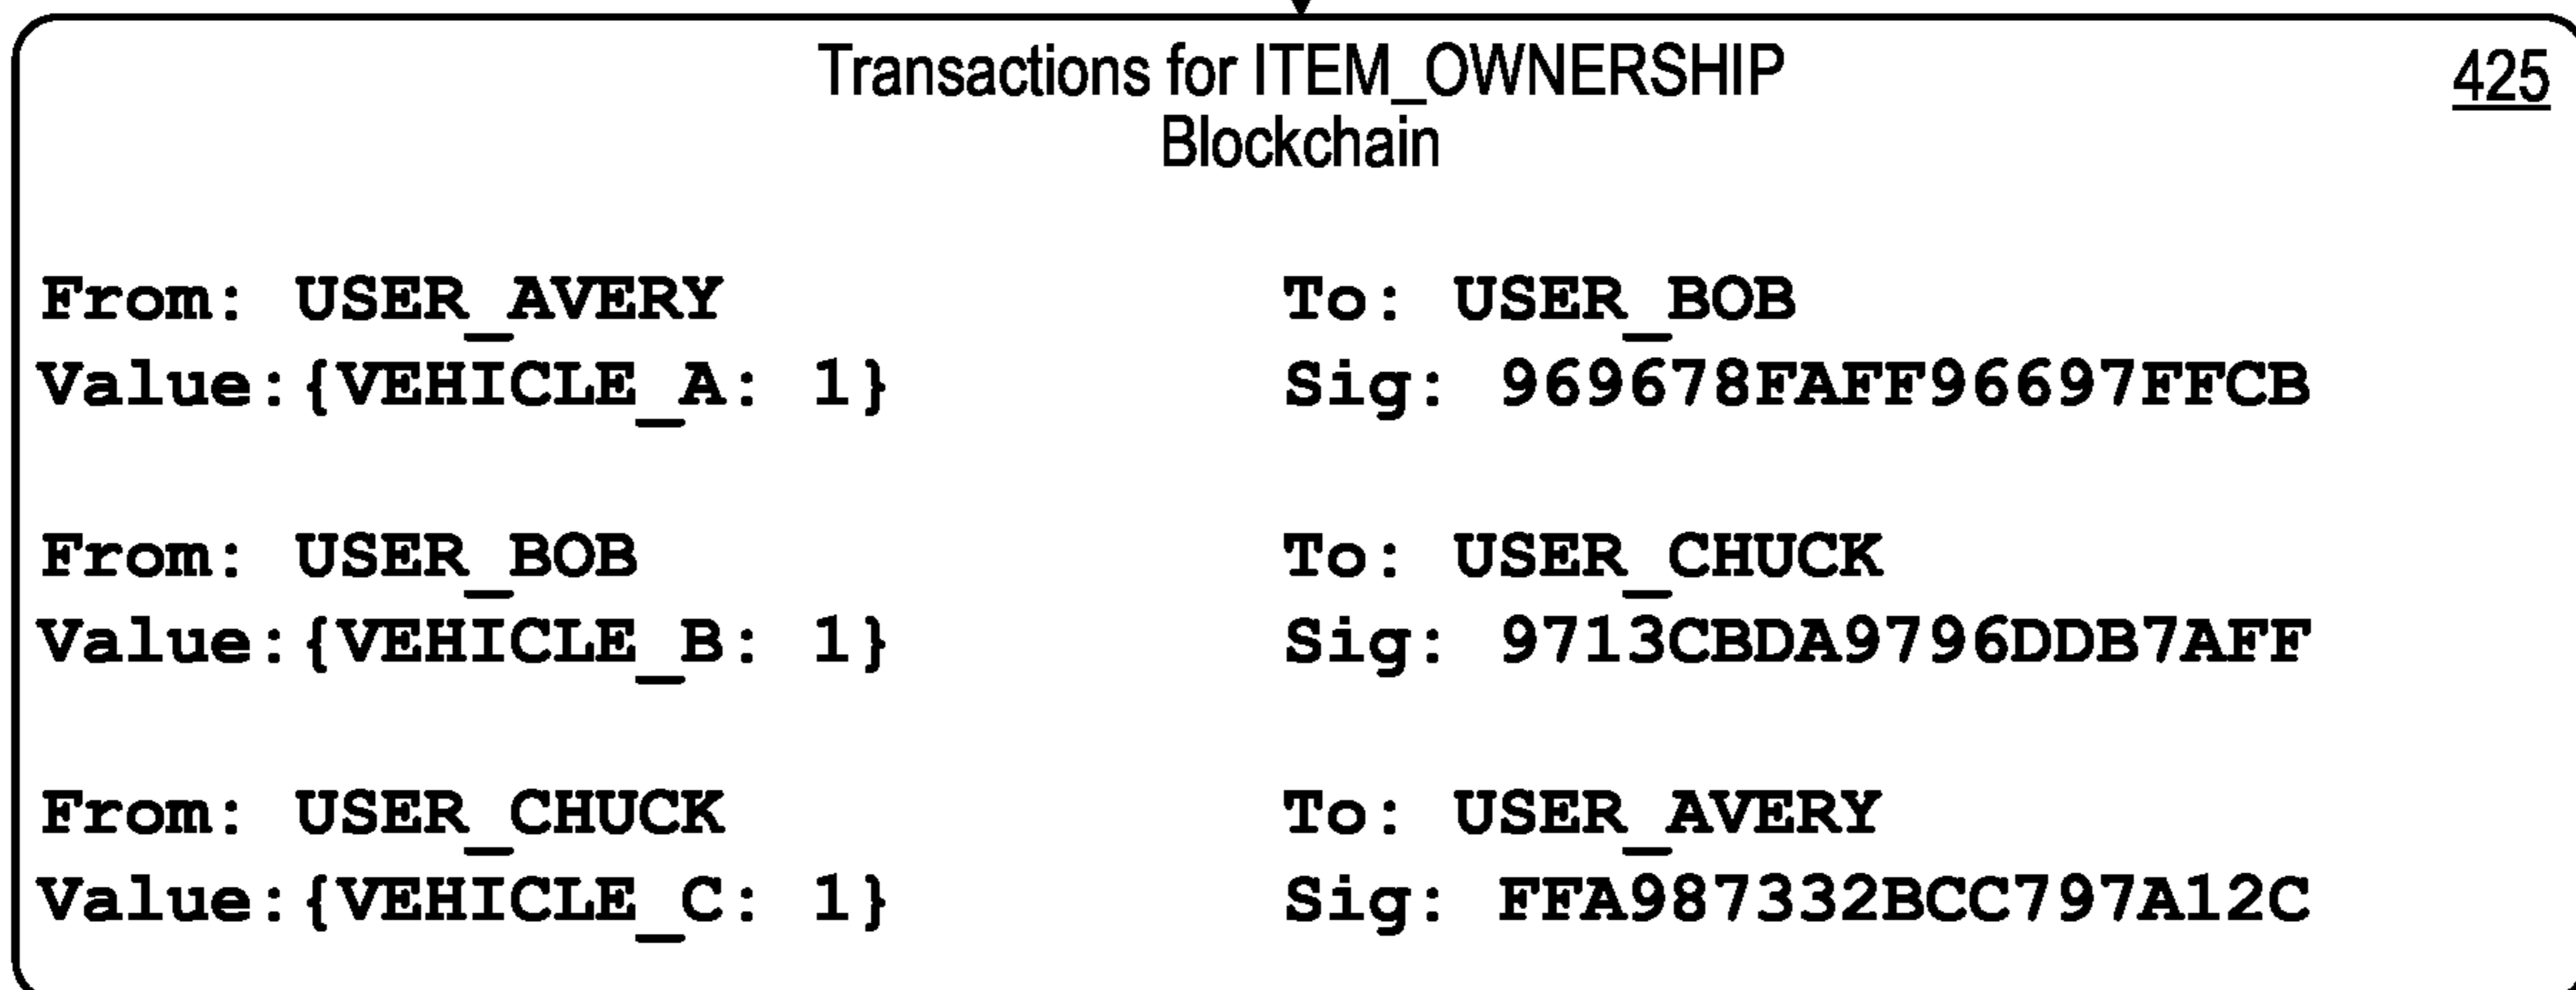 Transactions for ITEM_OWNERSHIP
Blockchain
425
From: USER_AVERY To: USER_BOB
Value:{VEHICLE_A: 1} Sig: 969678FAFF96697FFCB
From: USER_BOB To: USER_CHUCK
Value:{VEHICLE_B: 1} Sig: 9713CBDA9796DDB7AFF
From: USER_CHUCK To: USER_AVERY
Value:{VEHICLE_C: 1} Sig: FFA987332BCC797A12C